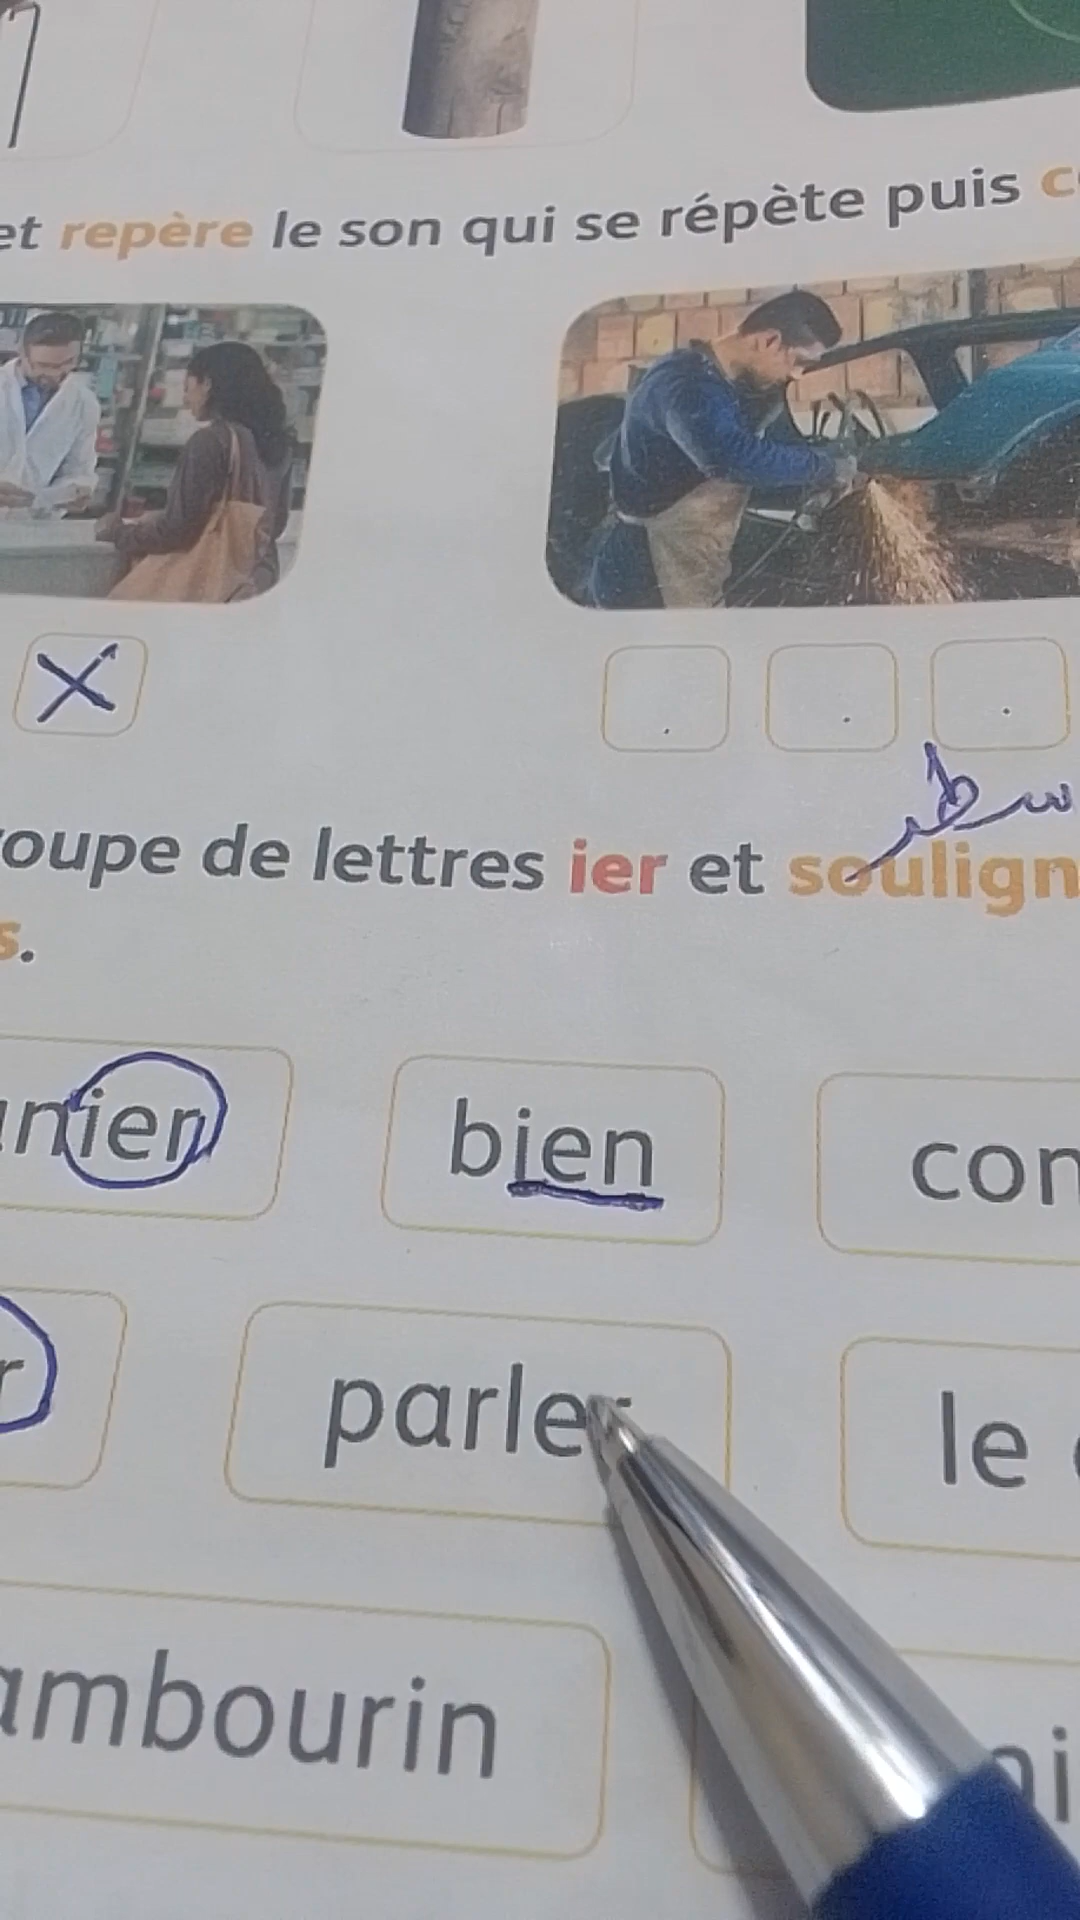 et repère le son qui se répète puis
سطر
oupe de lettres ier et soulign
s.
nier bien con
r parler le
ambourin